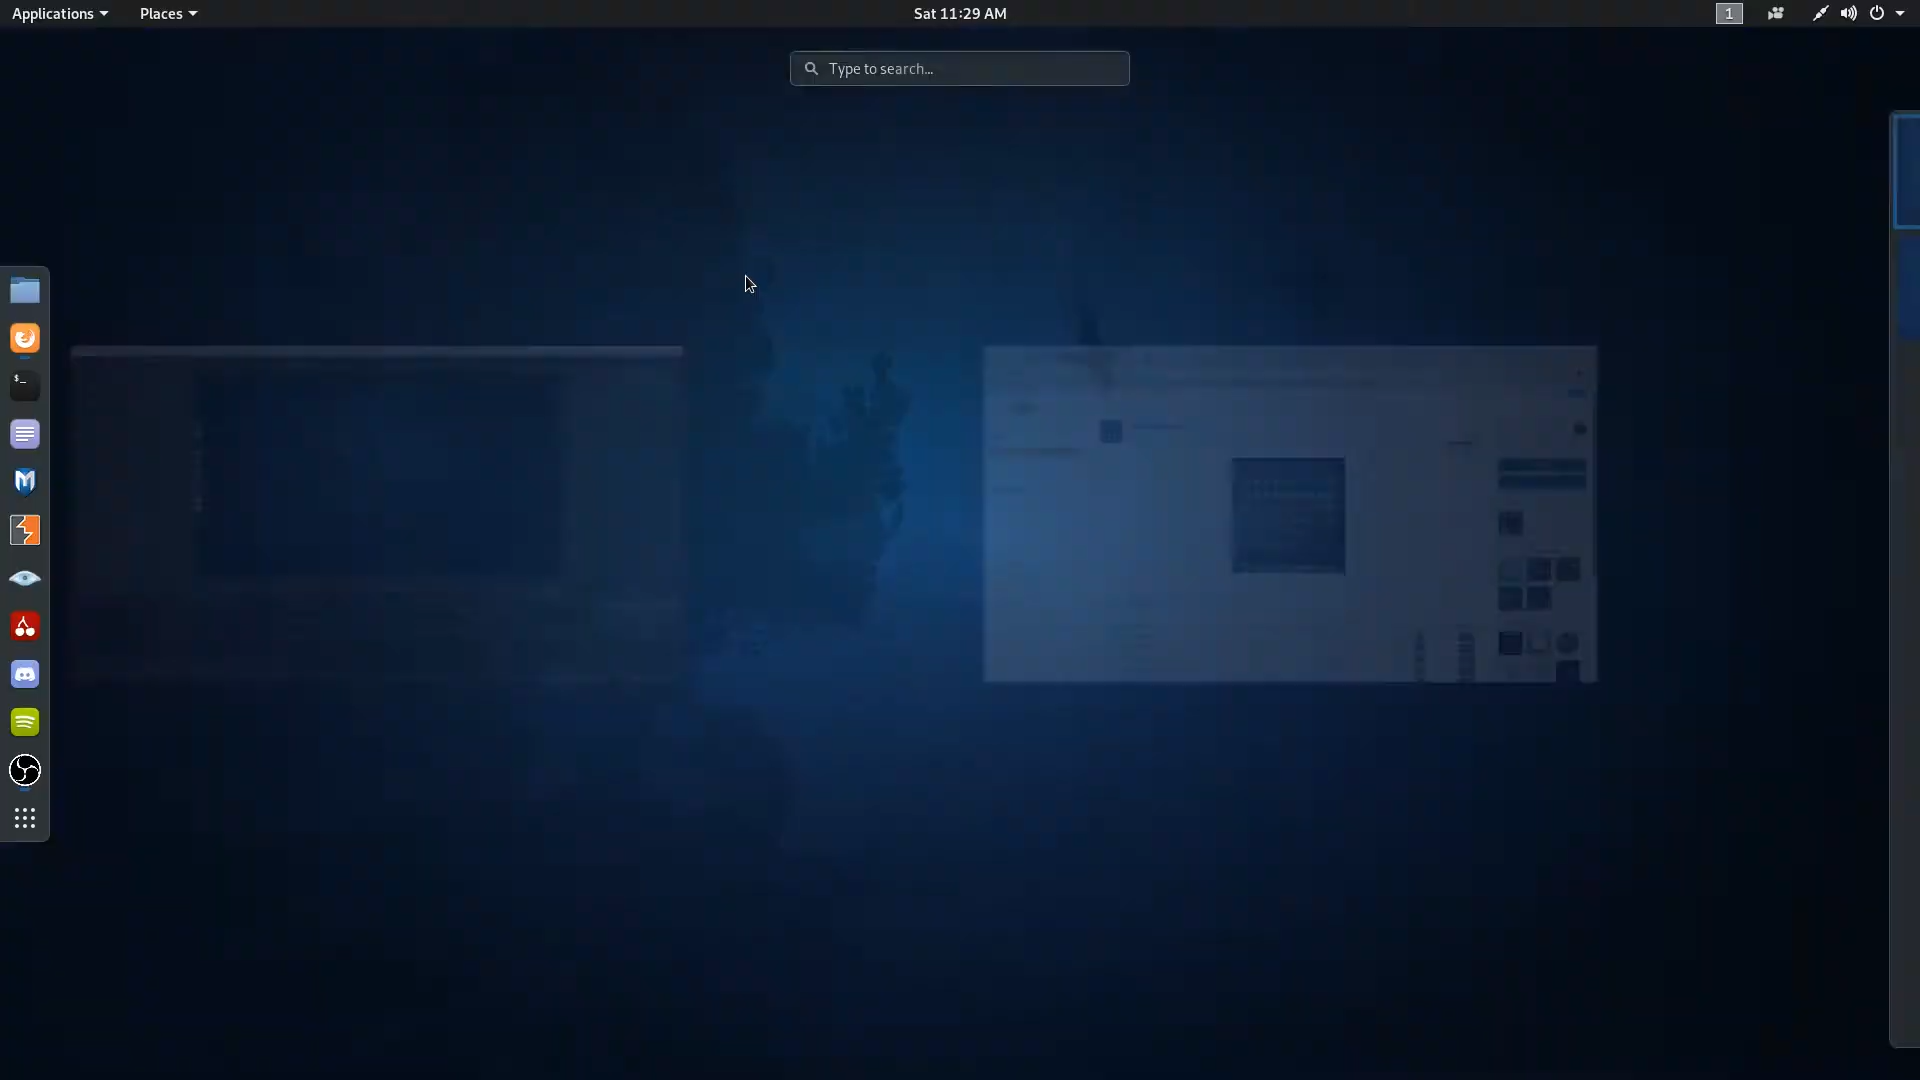 Applications
Places
Sat 11:29 AM
1
Type to search...
$_